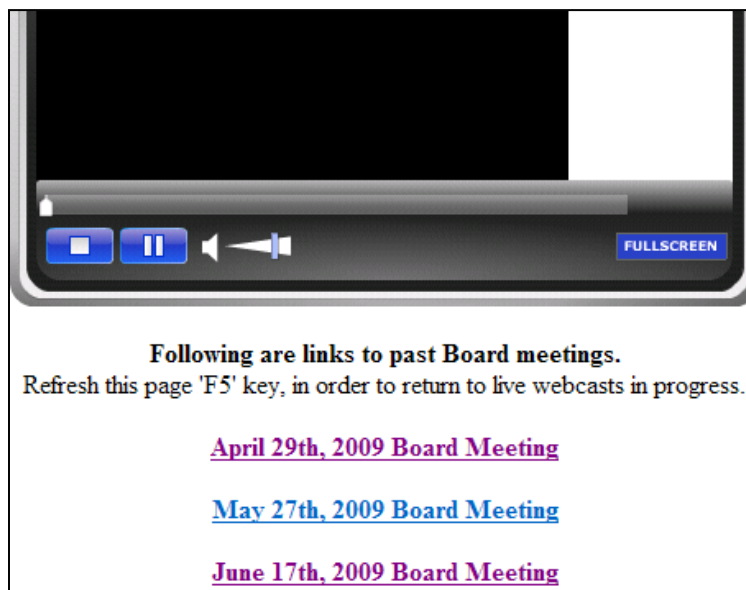 FULLSCREEN
Following are links to past Board meetings.
Refresh this page 'F5' key, in order to return to live webcasts in progress.
April 29th, 2009 Board Meeting
May 27th, 2009 Board Meeting
June 17th, 2009 Board Meeting